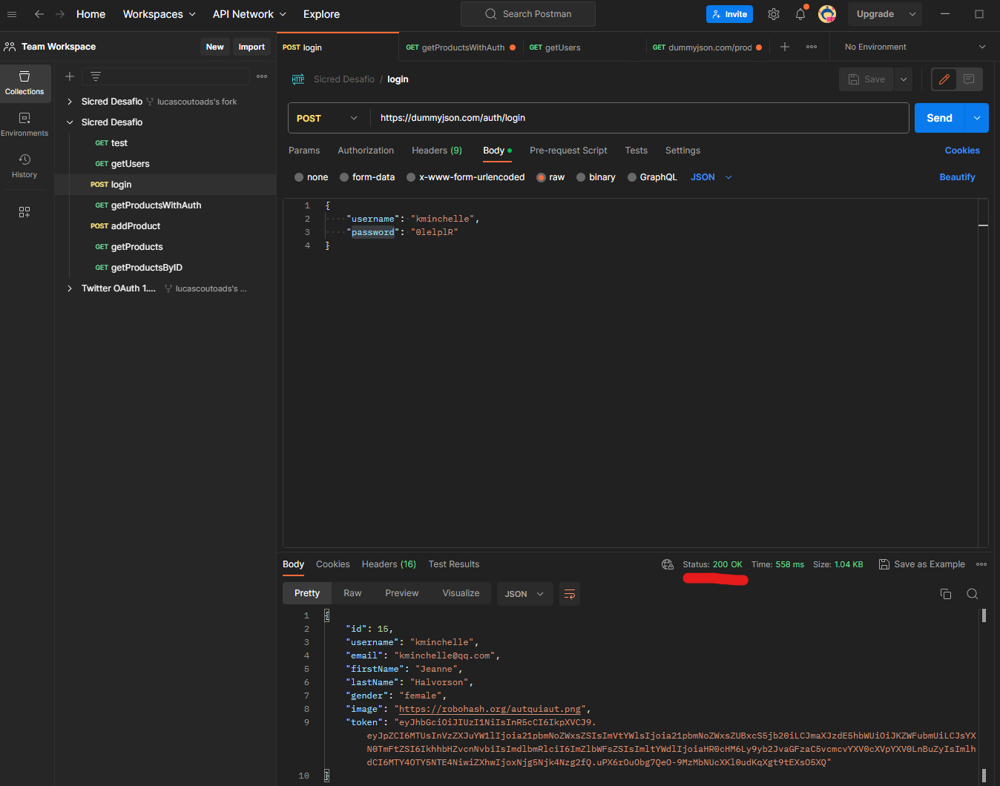 Home Workspaces API Network Explore Search Postman Invite Upgrade
Team Workspace New Import POST login GET getProductsWithAuth GET getUsers GET dummyjson.com/prod No Environment
Collections
Environments
History
Sicred Desafio lucascoutoads's fork
Sicred Desafio
GET test
GET getUsers
POST login
GET getProductsWithAuth
POST addProduct
GET getProducts
GET getProductsByID
Twitter OAuth 1.... lucascoutoads's ...
HTTP Sicred Desafio / login Save
POST https://dummyjson.com/auth/login Send
Params Authorization Headers (9) Body Pre-request Script Tests Settings Cookies
none form-data x-www-form-urlencoded raw binary GraphQL JSON Beautify
1 {
2 "username": "kminchelle",
3 "password": "0lelplR"
4 }
Body Cookies Headers (16) Test Results Status: 200 OK Time: 558 ms Size: 1.04 KB Save as Example
Pretty Raw Preview Visualize JSON
1 {
2 "id": 15,
3 "username": "kminchelle",
4 "email": "kminchelle@qq.com",
5 "firstName": "Jeanne",
6 "lastName": "Halvorson",
7 "gender": "female",
8 "image": "https://robohash.org/autquiaut.png",
9 "token": "eyJhbGciOiJIUzI1NiIsInR5cCI6IkpXVCJ9.
eyJpZCI6MTUsInVzZXJuYW1lIjoia21pbmNoZWxsZSIsImVtYWlsIjoia21pbmNoZWxsZUBxcS5jb20iLCJmaXJzdE5hbWUiOiJKZWFubmUiLCJsYX
N0TmFtZSI6IkhhbHZvcnNvbiIsImdlbmRlciI6ImZlbWFsZSIsImltYWdlIjoiaHR0cHM6Ly9yb2JvaGFzaC5vcmcvYXV0cXVpYXV0LnBuZyIsImlh
dCI6MTY4OTY5NTE4NiwiZXhwIjoxNjg5Njk4Nzg2fQ.uPX6rOuObg7QeO-9MzMbNUcXKl0udKqXgt9tEXsO5XQ"
10 }